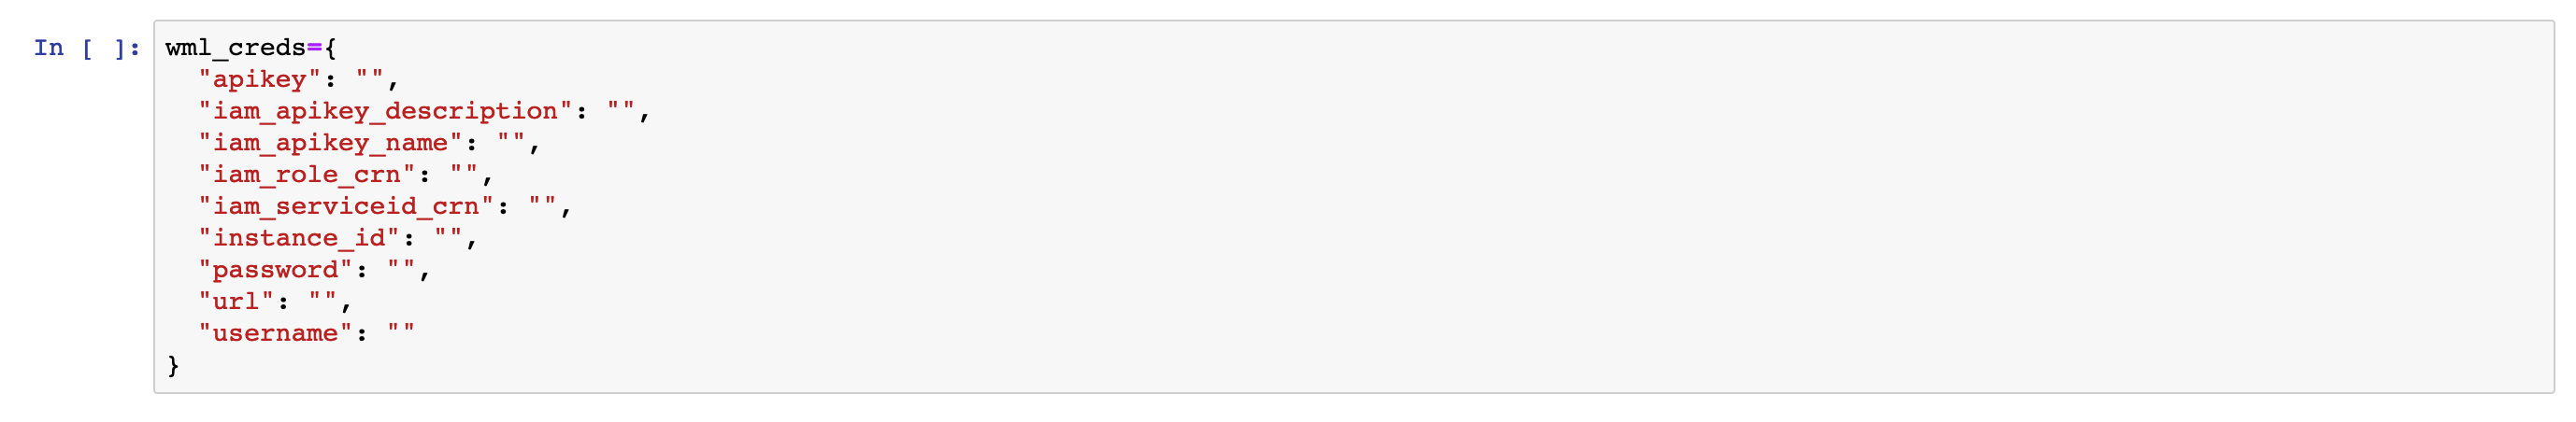 In [ ]: wml_creds={
"apikey": "",
"iam_apikey_description": "",
"iam_apikey_name": "",
"iam_role_crn": "",
"iam_serviceid_crn": "",
"instance_id": "",
"password": "",
"url": "",
"username": ""
}